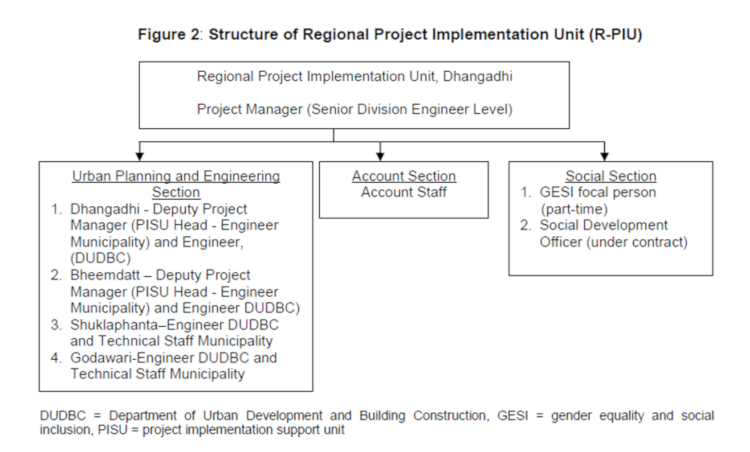 Figure 2: Structure of Regional Project Implementation Unit (R-PIU)
Regional Project Implementation Unit, Dhangadhi
Project Manager (Senior Division Engineer Level)
Urban Planning and Engineering
Section
1. Dhangadhi - Deputy Project
Manager (PISU Head - Engineer
Municipality) and Engineer,
(DUDBC)
2. Bheemdatt – Deputy Project
Manager (PISU Head - Engineer
Municipality) and Engineer DUDBC)
3. Shuklaphanta–Engineer DUDBC
and Technical Staff Municipality
4. Godawari-Engineer DUDBC and
Technical Staff Municipality
Account Section
Account Staff
Social Section
1. GESI focal person
(part-time)
2. Social Development
Officer (under contract)
DUDBC = Department of Urban Development and Building Construction, GESI = gender equality and social
inclusion, PISU = project implementation support unit